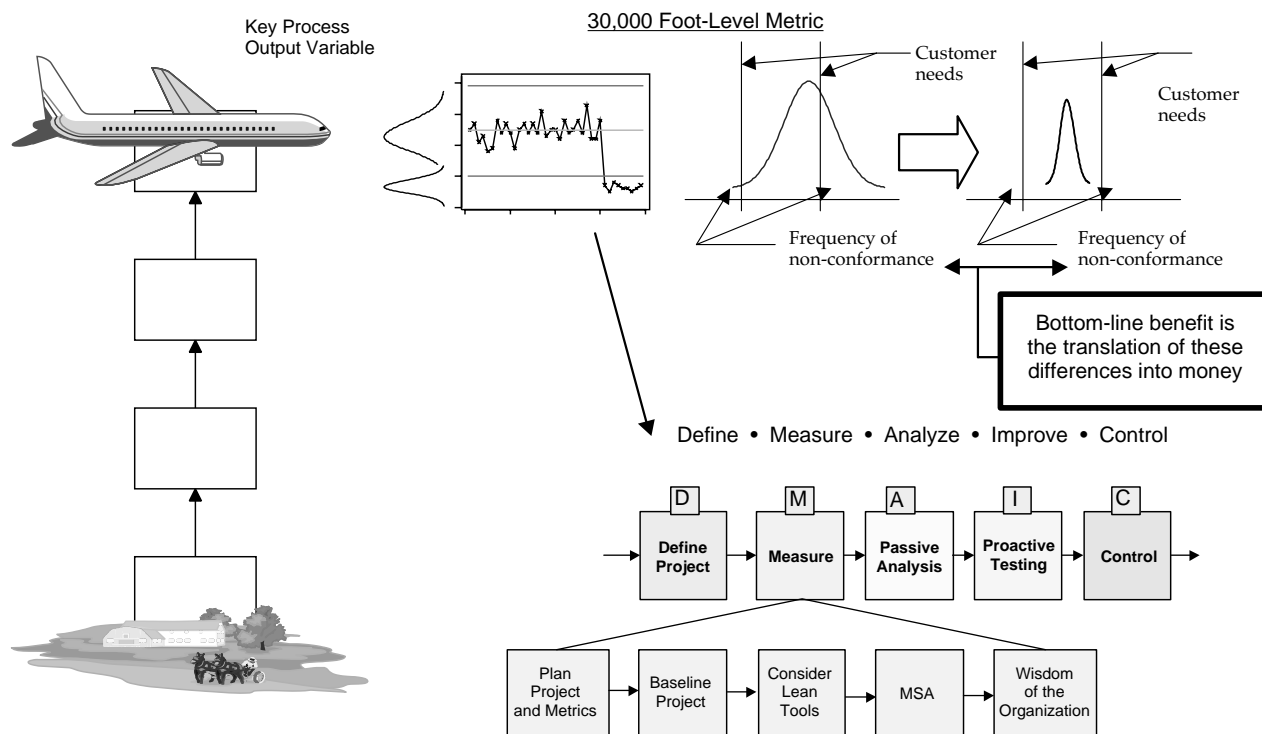 Key Process
Output Variable
30,000 Foot-Level Metric
Customer
needs
Customer
needs
Frequency of
non-conformance
Frequency of
non-conformance
Bottom-line benefit is
the translation of these
differences into money
Define • Measure • Analyze • Improve • Control
D
M
A
I
C
Define
Project
Measure
Passive
Analysis
Proactive
Testing
Control
Plan
Project
and Metrics
Baseline
Project
Consider
Lean
Tools
MSA
Wisdom
of the
Organization